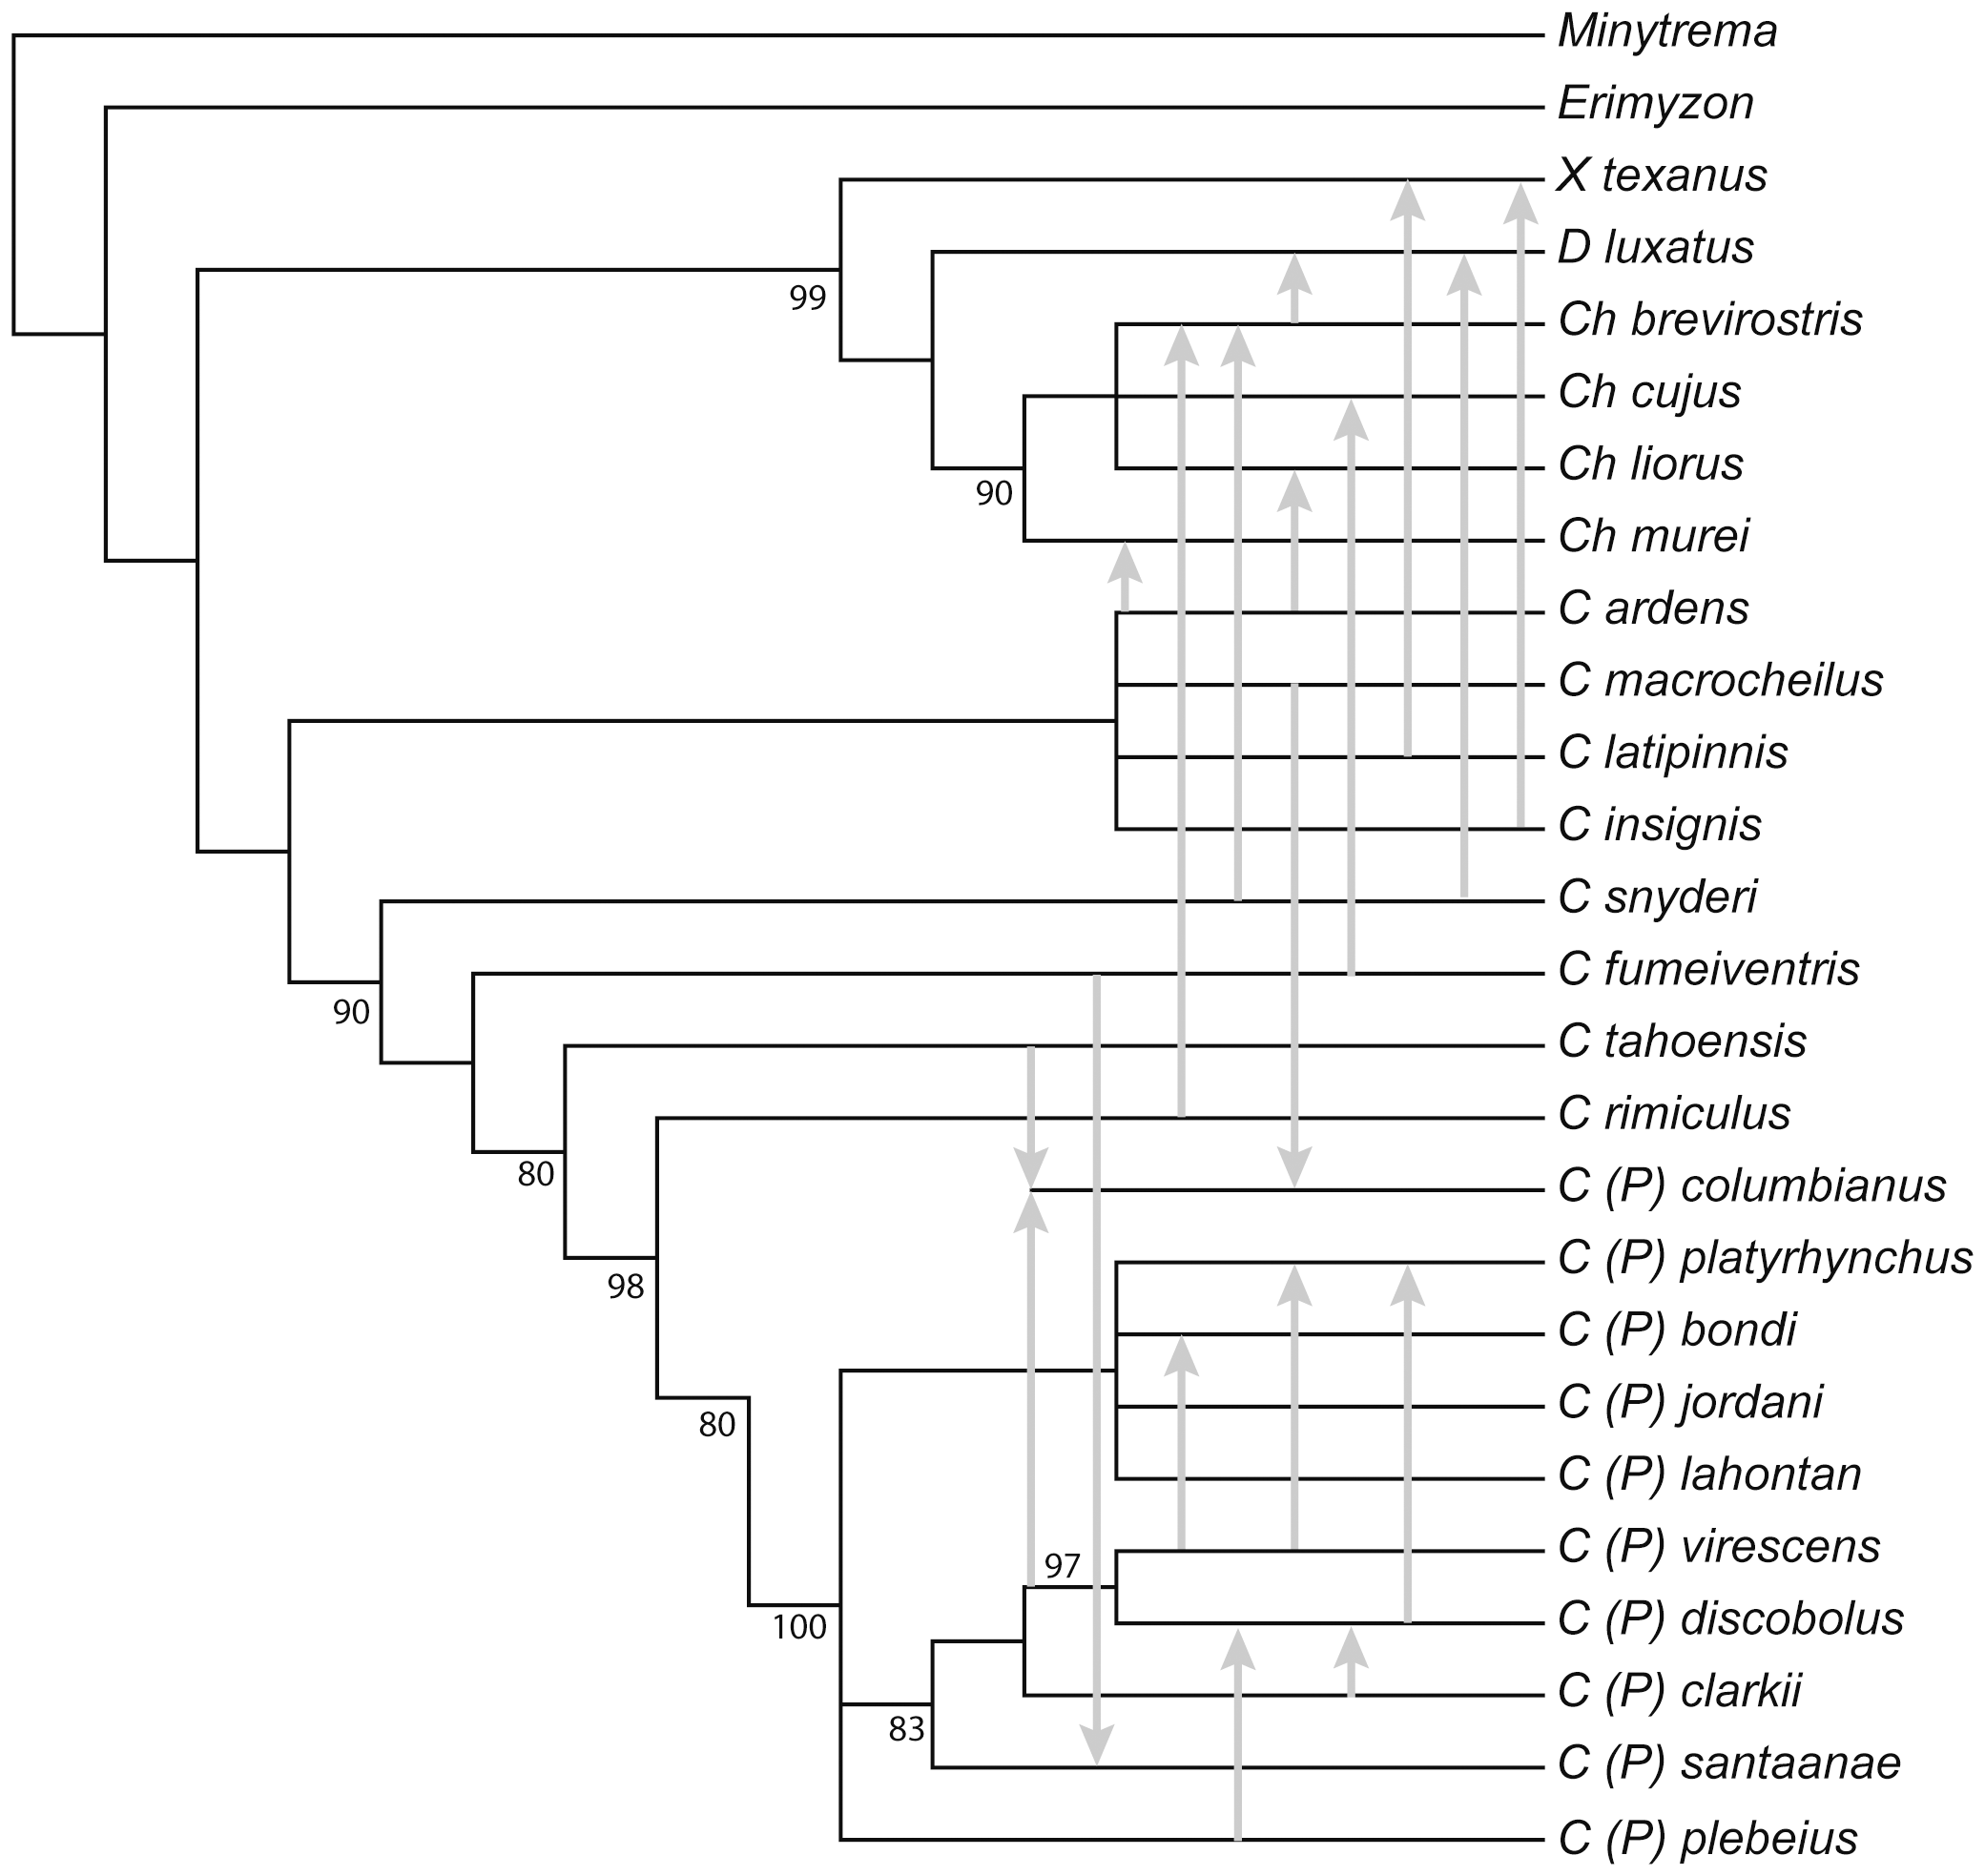 Minytrema
Erimyzon
X texanus
D luxatus
99
Ch brevirostris
Ch cujus
Ch liorus
90
Ch murei
C ardens
C macrocheilus
C latipinnis
C insignis
C snyderi
C fumeiventris
90
C tahoensis
C rimiculus
80
C (P) columbianus
C (P) platyrhynchus
98
C (P) bondi
C (P) jordani
80
C (P) lahontan
C (P) virescens
97
C (P) discobolus
100
C (P) clarkii
83
C (P) santaanae
C (P) plebeius